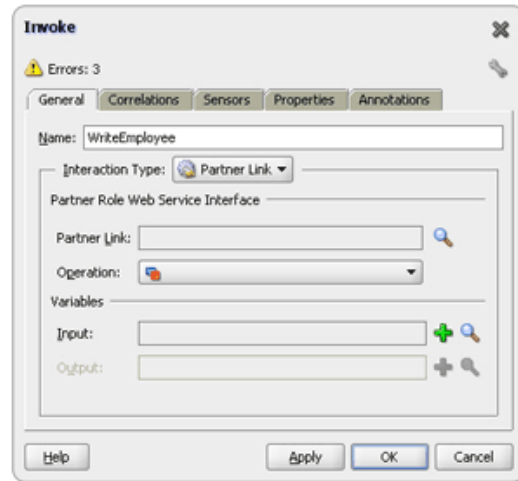 Invoke
Errors: 3
General Correlations Sensors Properties Annotations
Name: WriteEmployee
Interaction Type: Partner Link
Partner Role Web Service Interface
Partner Link:
Operation:
Variables
Input:
Output:
Help Apply OK Cancel